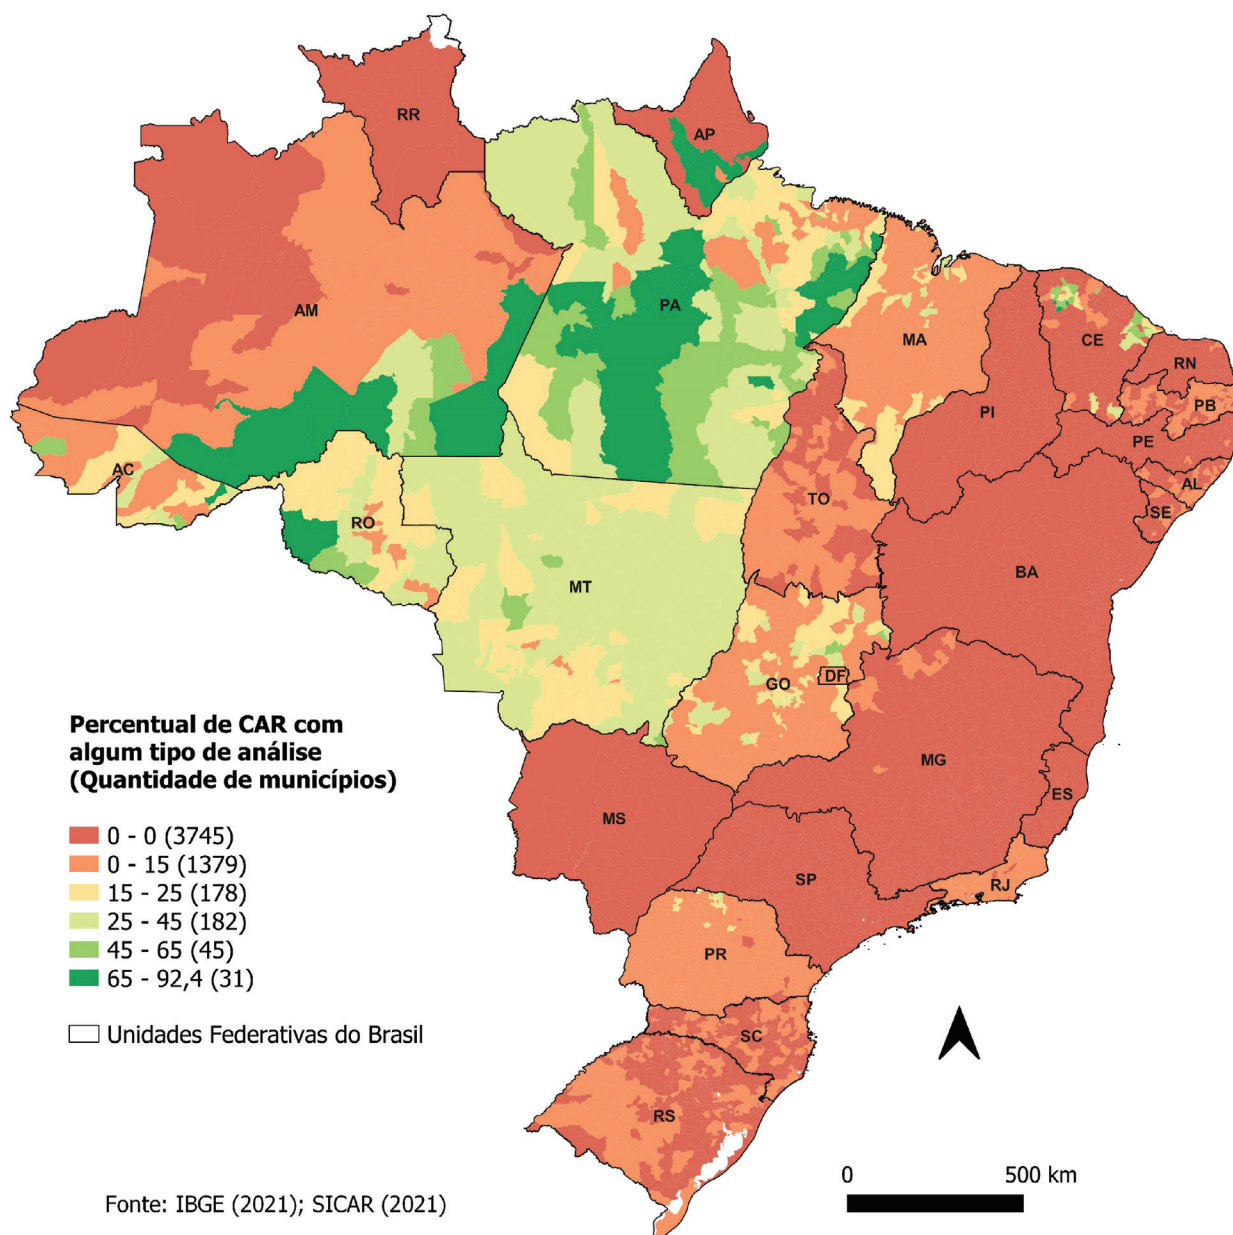 RR
AP
AM
PA
MA
CE
RN
PB
PI
PE
AC
AL
TO
SE
RO
BA
MT
DF
GO
Percentual de CAR com
algum tipo de análise
(Quantidade de municípios)
MG
ES
MS
0 - 0 (3745)
0 - 15 (1379)
SP
RJ
15 - 25 (178)
25 - 45 (182)
45 - 65 (45)
PR
65 - 92,4 (31)
Unidades Federativas do Brasil
SC
RS
0
500 km
Fonte: IBGE (2021); SICAR (2021)